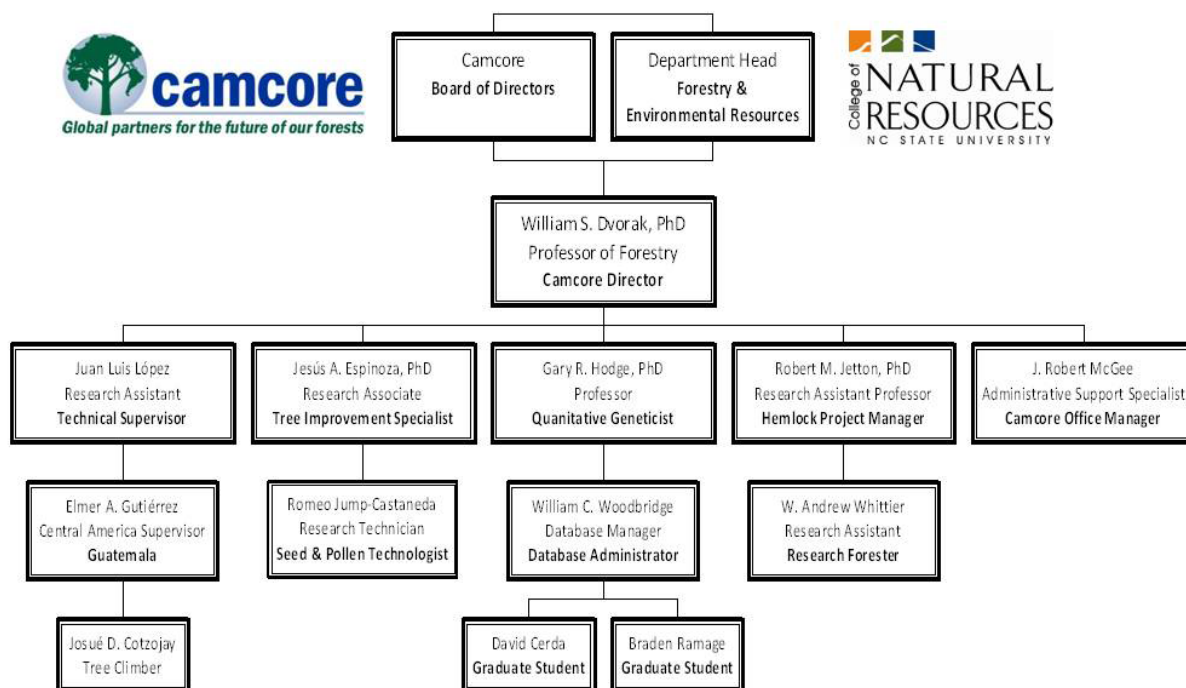 camcore
Global partners for the future of our forests
Camcore
Board of Directors
Department Head
Forestry &
Environmental Resources
College of
NATURAL
RESOURCES
NC STATE UNIVERSITY
William S. Dvorak, PhD
Professor of Forestry
Camcore Director
Juan Luis López
Research Assistant
Technical Supervisor
Jesús A. Espinoza, PhD
Research Associate
Tree Improvement Specialist
Gary R. Hodge, PhD
Professor
Quanitative Geneticist
Robert M. Jetton, PhD
Research Assistant Professor
Hemlock Project Manager
J. Robert McGee
Administrative Support Specialist
Camcore Office Manager
Elmer A. Gutiérrez
Central America Supervisor
Guatemala
Romeo Jump-Castaneda
Research Technician
Seed & Pollen Technologist
William C. Woodbridge
Database Manager
Database Administrator
W. Andrew Whittier
Research Assistant
Research Forester
Josué D. Cotzojay
Tree Climber
David Cerda
Graduate Student
Braden Ramage
Graduate Student